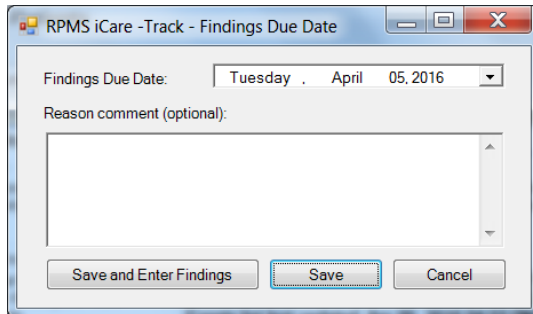 RPMS iCare -Track - Findings Due Date
Findings Due Date: Tuesday , April 05, 2016
Reason comment (optional):
Save and Enter Findings Save Cancel